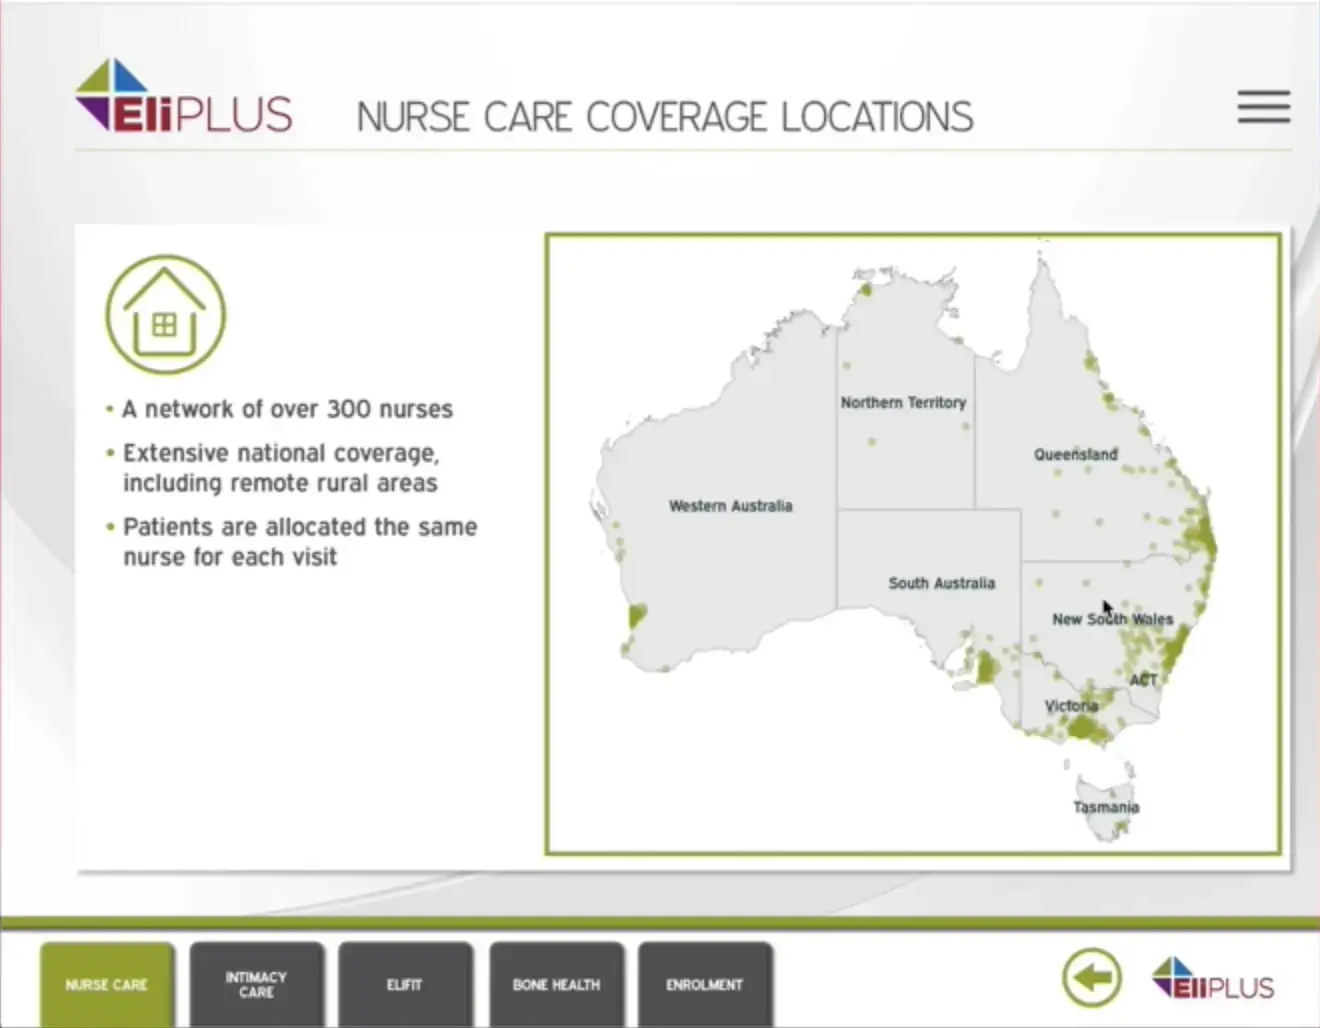 EliPLUS
NURSE CARE COVERAGE LOCATIONS
• A network of over 300 nurses
• Extensive national coverage,
including remote rural areas
• Patients are allocated the same
nurse for each visit
Northern Territory
Queensland
Western Australia
South Australia
New South Wales
ACT
Victoria
Tasmania
NURSE CARE
INTIMACY
CARE
ELIFIT
BONE HEALTH
ENROLMENT
EliPLUS